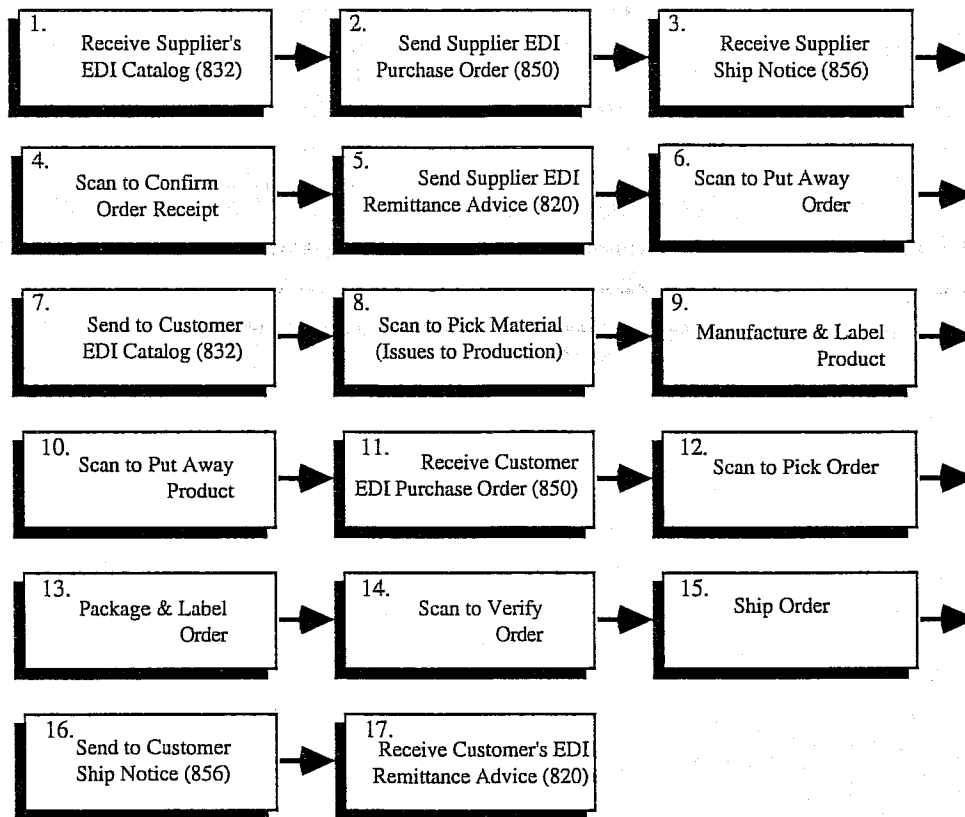 1.
Receive Supplier's
EDI Catalog (832)
2.
Send Supplier EDI
Purchase Order (850)
3.
Receive Supplier
Ship Notice (856)
4.
Scan to Confirm
Order Receipt
5.
Send Supplier EDI
Remittance Advice (820)
6.
Scan to Put Away
Order
7.
Send to Customer
EDI Catalog (832)
8.
Scan to Pick Material
(Issues to Production)
9.
Manufacture & Label
Product
10.
Scan to Put Away
Product
11.
Receive Customer
EDI Purchase Order (850)
12.
Scan to Pick Order
13.
Package & Label
Order
14.
Scan to Verify
Order
15.
Ship Order
16.
Send to Customer
Ship Notice (856)
17.
Receive Customer's EDI
Remittance Advice (820)